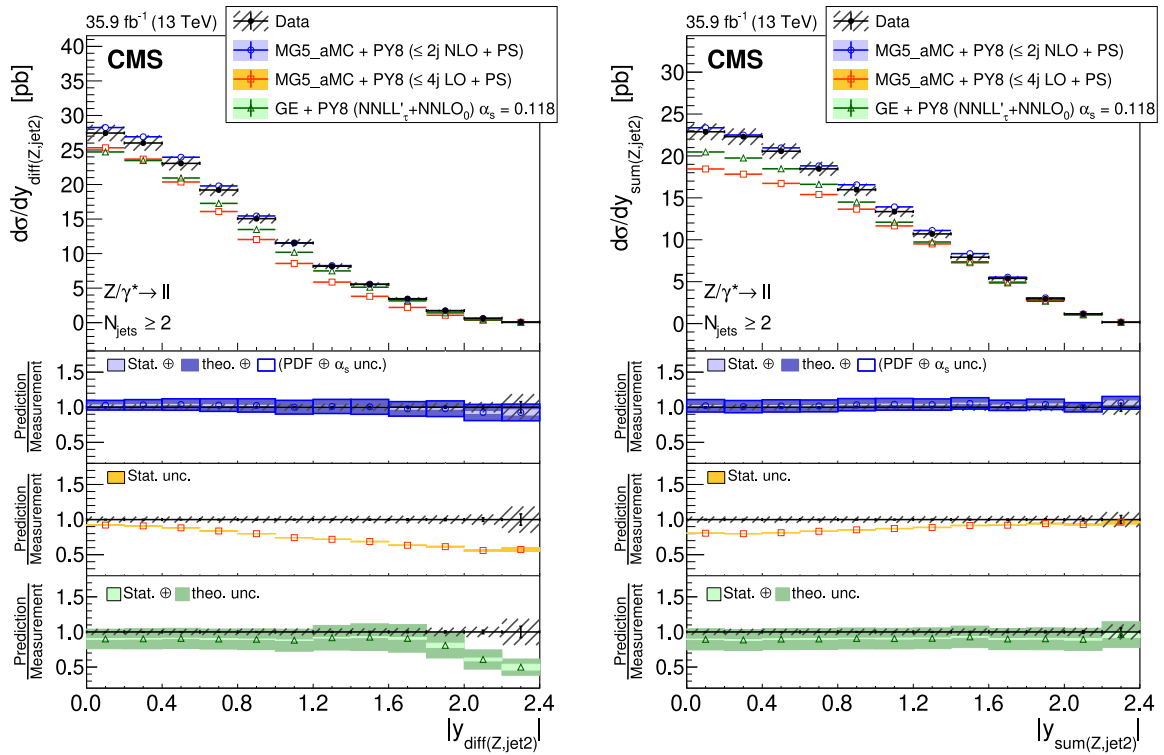 35.9 fb⁻¹ (13 TeV)
Data
MG5_aMC + PY8 (≤ 2j NLO + PS)
MG5_aMC + PY8 (≤ 4j LO + PS)
GE + PY8 (NNLL'τ+NNLO₀) αs = 0.118
CMS
dσ/dy diff(Z,jet2) [pb]
40
35
30
25
20
15
10
5
0
Z/γ* → ll
Njets ≥ 2
Stat. ⊕ theo. ⊕ (PDF ⊕ αs unc.)
Prediction
Measurement
1.5
1.0
0.5
Stat. unc.
Prediction
Measurement
1.5
1.0
0.5
Stat. ⊕ theo. unc.
Prediction
Measurement
1.5
1.0
0.5
0.0 0.4 0.8 1.2 1.6 2.0 2.4
|y diff(Z,jet2)|
35.9 fb⁻¹ (13 TeV)
Data
MG5_aMC + PY8 (≤ 2j NLO + PS)
MG5_aMC + PY8 (≤ 4j LO + PS)
GE + PY8 (NNLL'τ+NNLO₀) αs = 0.118
CMS
dσ/dy sum(Z,jet2) [pb]
30
25
20
15
10
5
0
Z/γ* → ll
Njets ≥ 2
Stat. ⊕ theo. ⊕ (PDF ⊕ αs unc.)
Prediction
Measurement
1.5
1.0
0.5
Stat. unc.
Prediction
Measurement
1.5
1.0
0.5
Stat. ⊕ theo. unc.
Prediction
Measurement
1.5
1.0
0.5
0.0 0.4 0.8 1.2 1.6 2.0 2.4
|y sum(Z,jet2)|